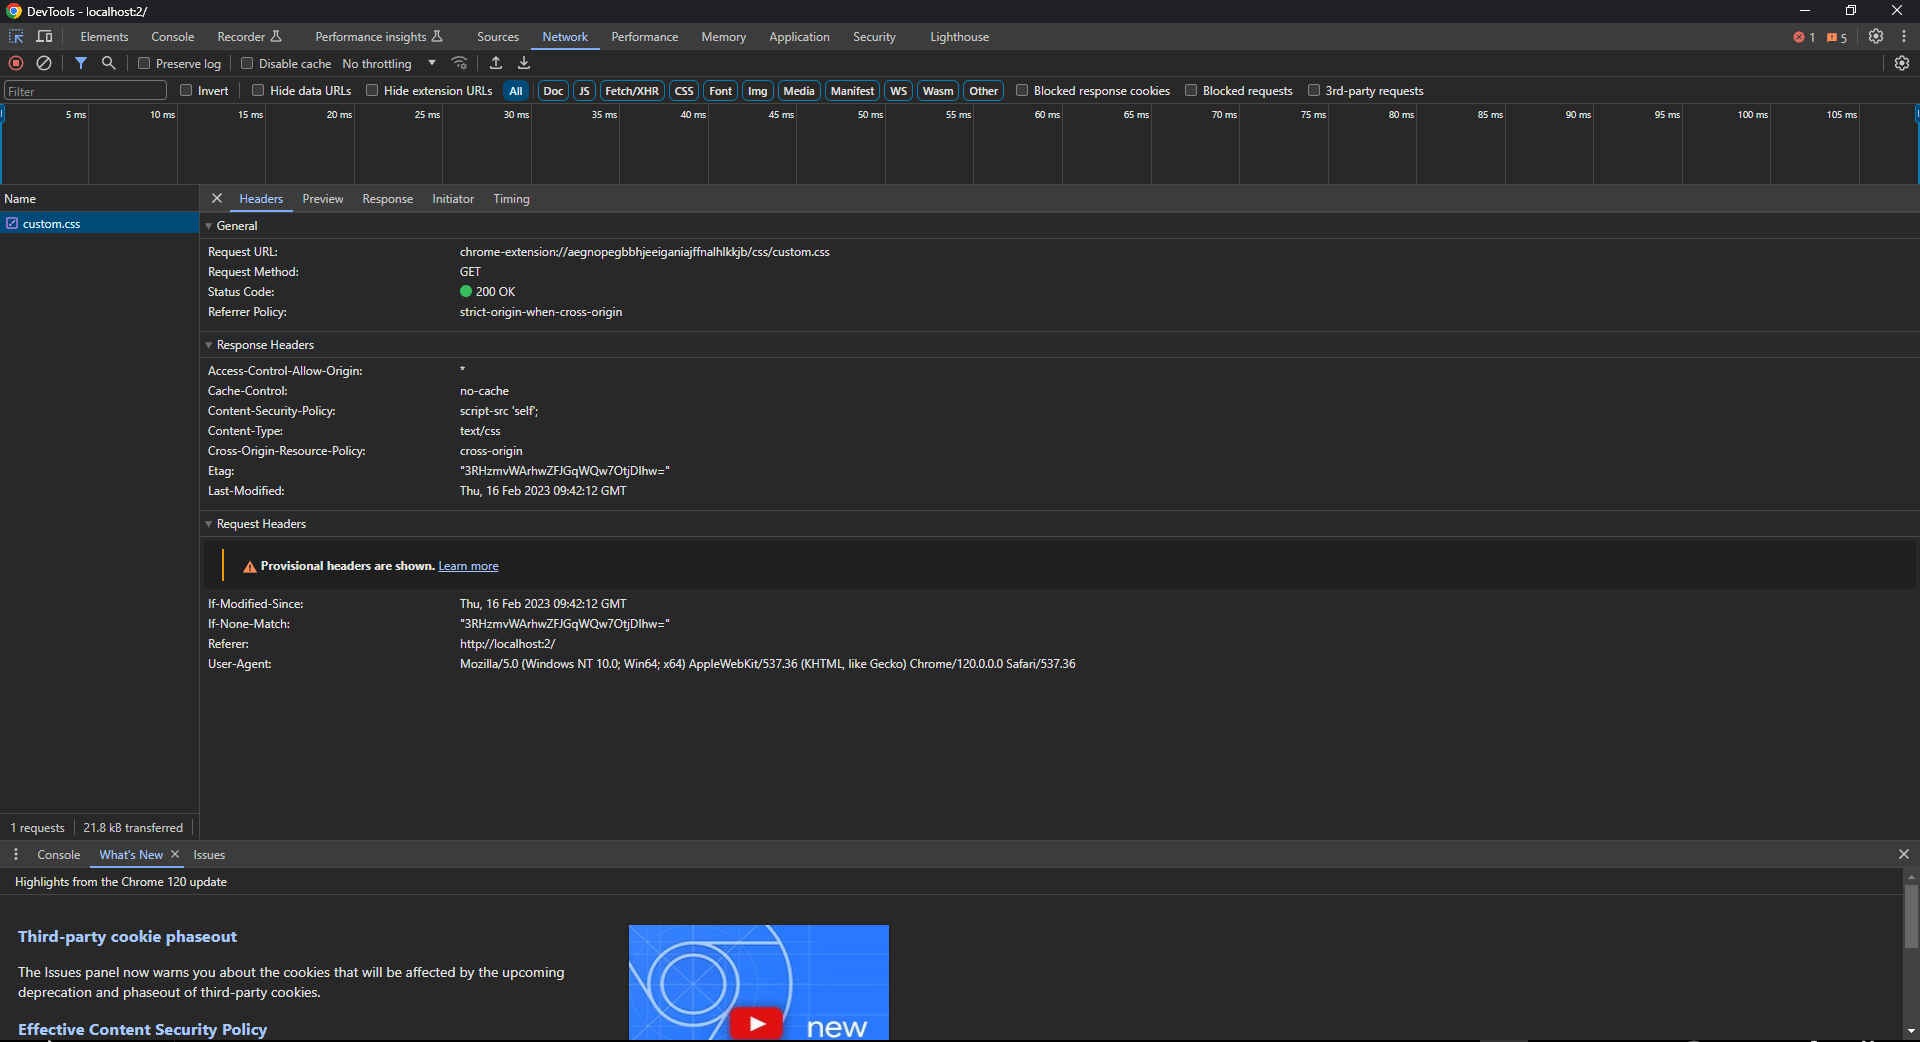 DevTools - localhost:2/
Elements Console Recorder Performance insights Sources Network Performance Memory Application Security Lighthouse 1 5
Preserve log Disable cache No throttling
Filter Invert Hide data URLs Hide extension URLs All Doc JS Fetch/XHR CSS Font Img Media Manifest WS Wasm Other Blocked response cookies Blocked requests 3rd-party requests
5 ms 10 ms 15 ms 20 ms 25 ms 30 ms 35 ms 40 ms 45 ms 50 ms 55 ms 60 ms 65 ms 70 ms 75 ms 80 ms 85 ms 90 ms 95 ms 100 ms 105 ms
Name Headers Preview Response Initiator Timing
custom.css
General
Request URL: chrome-extension://aegnopegbbhjeeiganiajffnalhlkkjb/css/custom.css
Request Method: GET
Status Code: 200 OK
Referrer Policy: strict-origin-when-cross-origin
Response Headers
Access-Control-Allow-Origin: *
Cache-Control: no-cache
Content-Security-Policy: script-src 'self';
Content-Type: text/css
Cross-Origin-Resource-Policy: cross-origin
Etag: "3RHzmvWArhwZFJGqWQw7OtjDIhw="
Last-Modified: Thu, 16 Feb 2023 09:42:12 GMT
Request Headers
Provisional headers are shown. Learn more
If-Modified-Since: Thu, 16 Feb 2023 09:42:12 GMT
If-None-Match: "3RHzmvWArhwZFJGqWQw7OtjDIhw="
Referer: http://localhost:2/
User-Agent: Mozilla/5.0 (Windows NT 10.0; Win64; x64) AppleWebKit/537.36 (KHTML, like Gecko) Chrome/120.0.0.0 Safari/537.36
1 requests 21.8 kB transferred
Console What's New Issues
Highlights from the Chrome 120 update
Third-party cookie phaseout
The Issues panel now warns you about the cookies that will be affected by the upcoming
deprecation and phaseout of third-party cookies.
Effective Content Security Policy
new